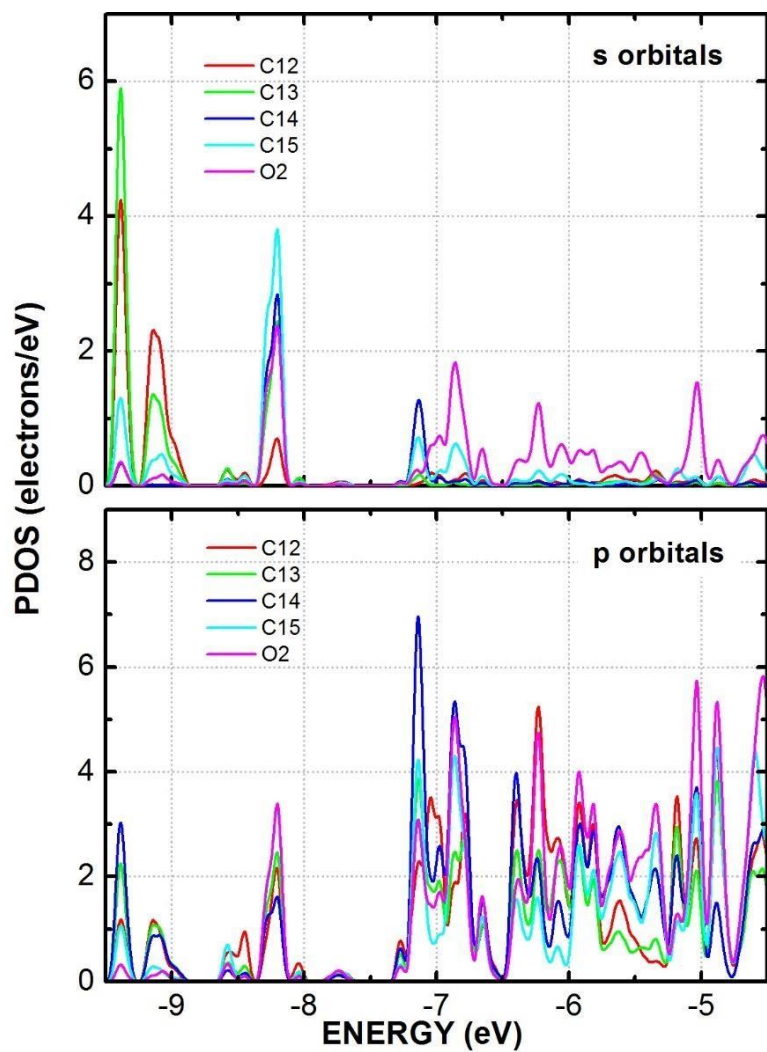 s orbitals
C12
C13
C14
C15
O2
6
4
2
0
p orbitals
C12
C13
C14
C15
O2
8
6
4
2
0
-9
-8
-7
-6
-5
PDOS (electrons/eV)
ENERGY (eV)